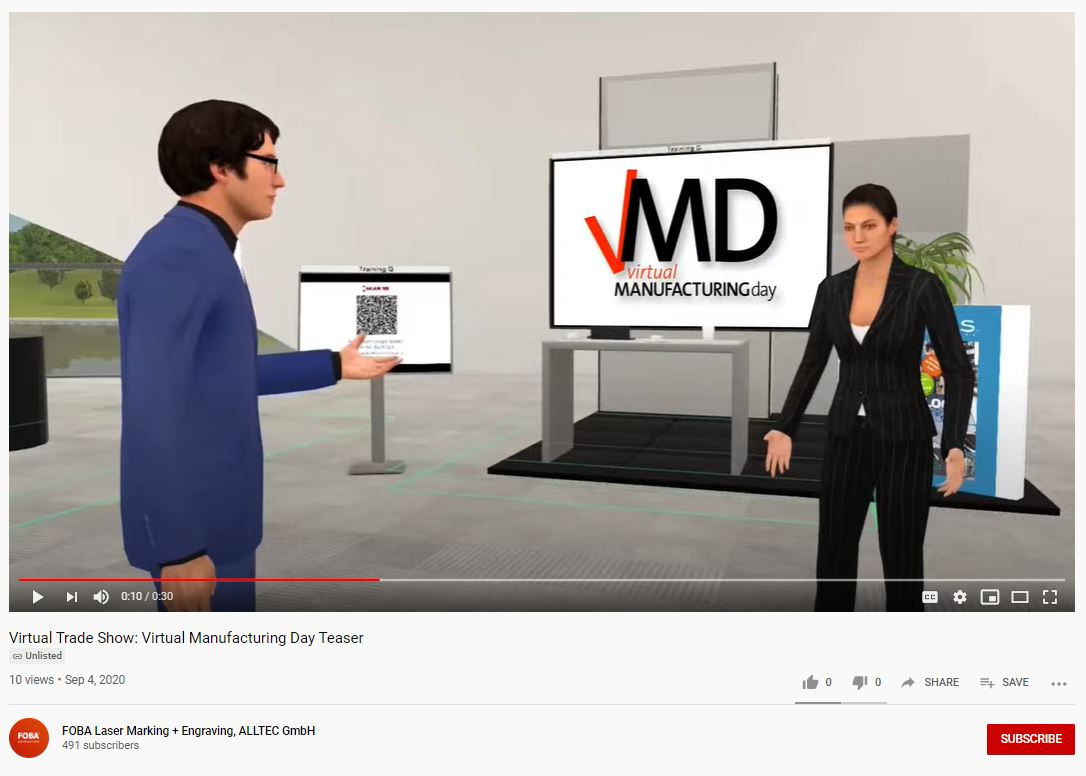 Training G
VMD
virtual
MANUFACTURINGday
Training G
SCAN ME
S
0:10 / 0:30
CC
Virtual Trade Show: Virtual Manufacturing Day Teaser
Unlisted
10 views • Sep 4, 2020
0
0
SHARE
SAVE
FOBA
FOBA Laser Marking + Engraving, ALLTEC GmbH
491 subscribers
SUBSCRIBE